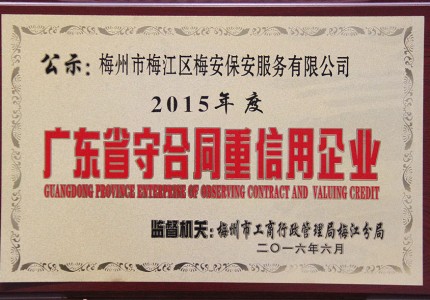 公示：梅州市梅江区梅安保安服务有限公司
2015年度
广东省守合同重信用企业
GUANGDONG PROVINCE ENTERPRISE OF OBSERVING CONTRACT AND VALUING CREDIT
监督机关：梅州市工商行政管理局梅江分局
二〇一六年六月